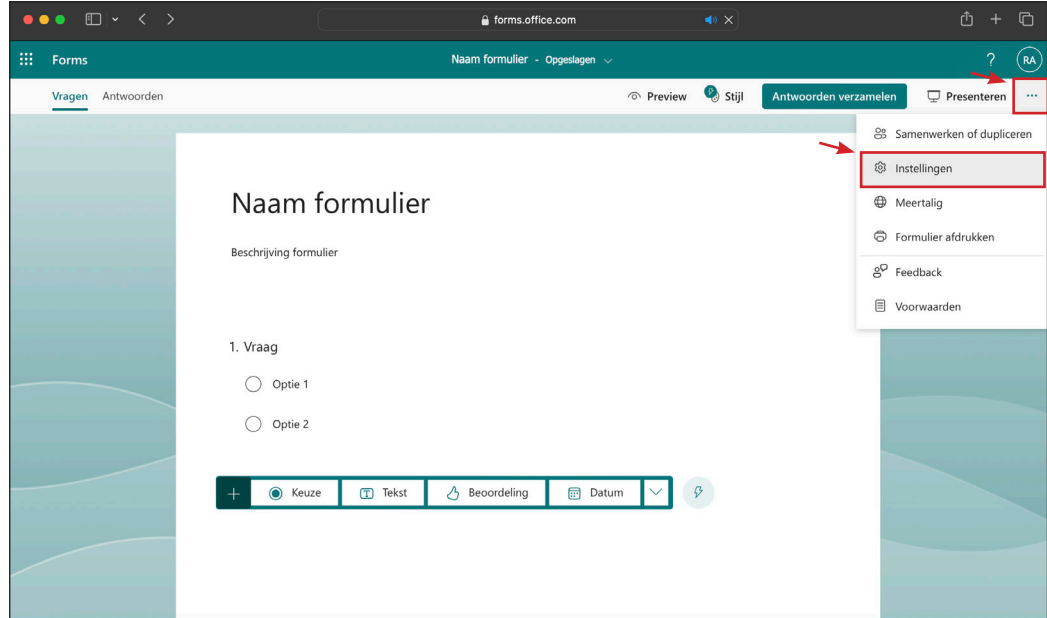 forms.office.com
Forms
Naam formulier - Opgeslagen
?
RA
Vragen Antwoorden Preview Stijl Antwoorden verzamelen Presenteren ...
Samenwerken of dupliceren
Instellingen
Meertalig
Formulier afdrukken
Feedback
Voorwaarden
Naam formulier
Beschrijving formulier
1. Vraag
Optie 1
Optie 2
+ Keuze Tekst Beoordeling Datum